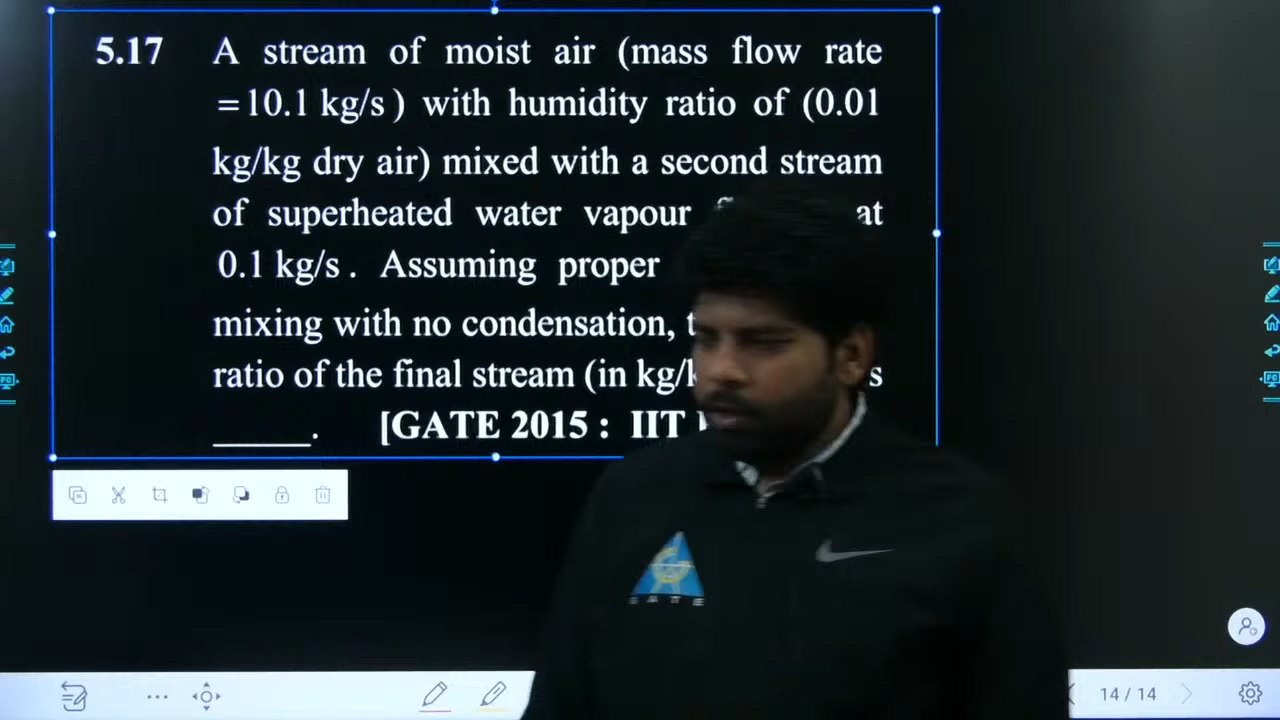 5.17 A stream of moist air (mass flow rate
=10.1 kg/s) with humidity ratio of (0.01
kg/kg dry air) mixed with a second stream
of superheated water vapour at
0.1 kg/s. Assuming proper
mixing with no condensation,
ratio of the final stream (in
_____. [GATE 2015 : IIT
GATE
14 / 14